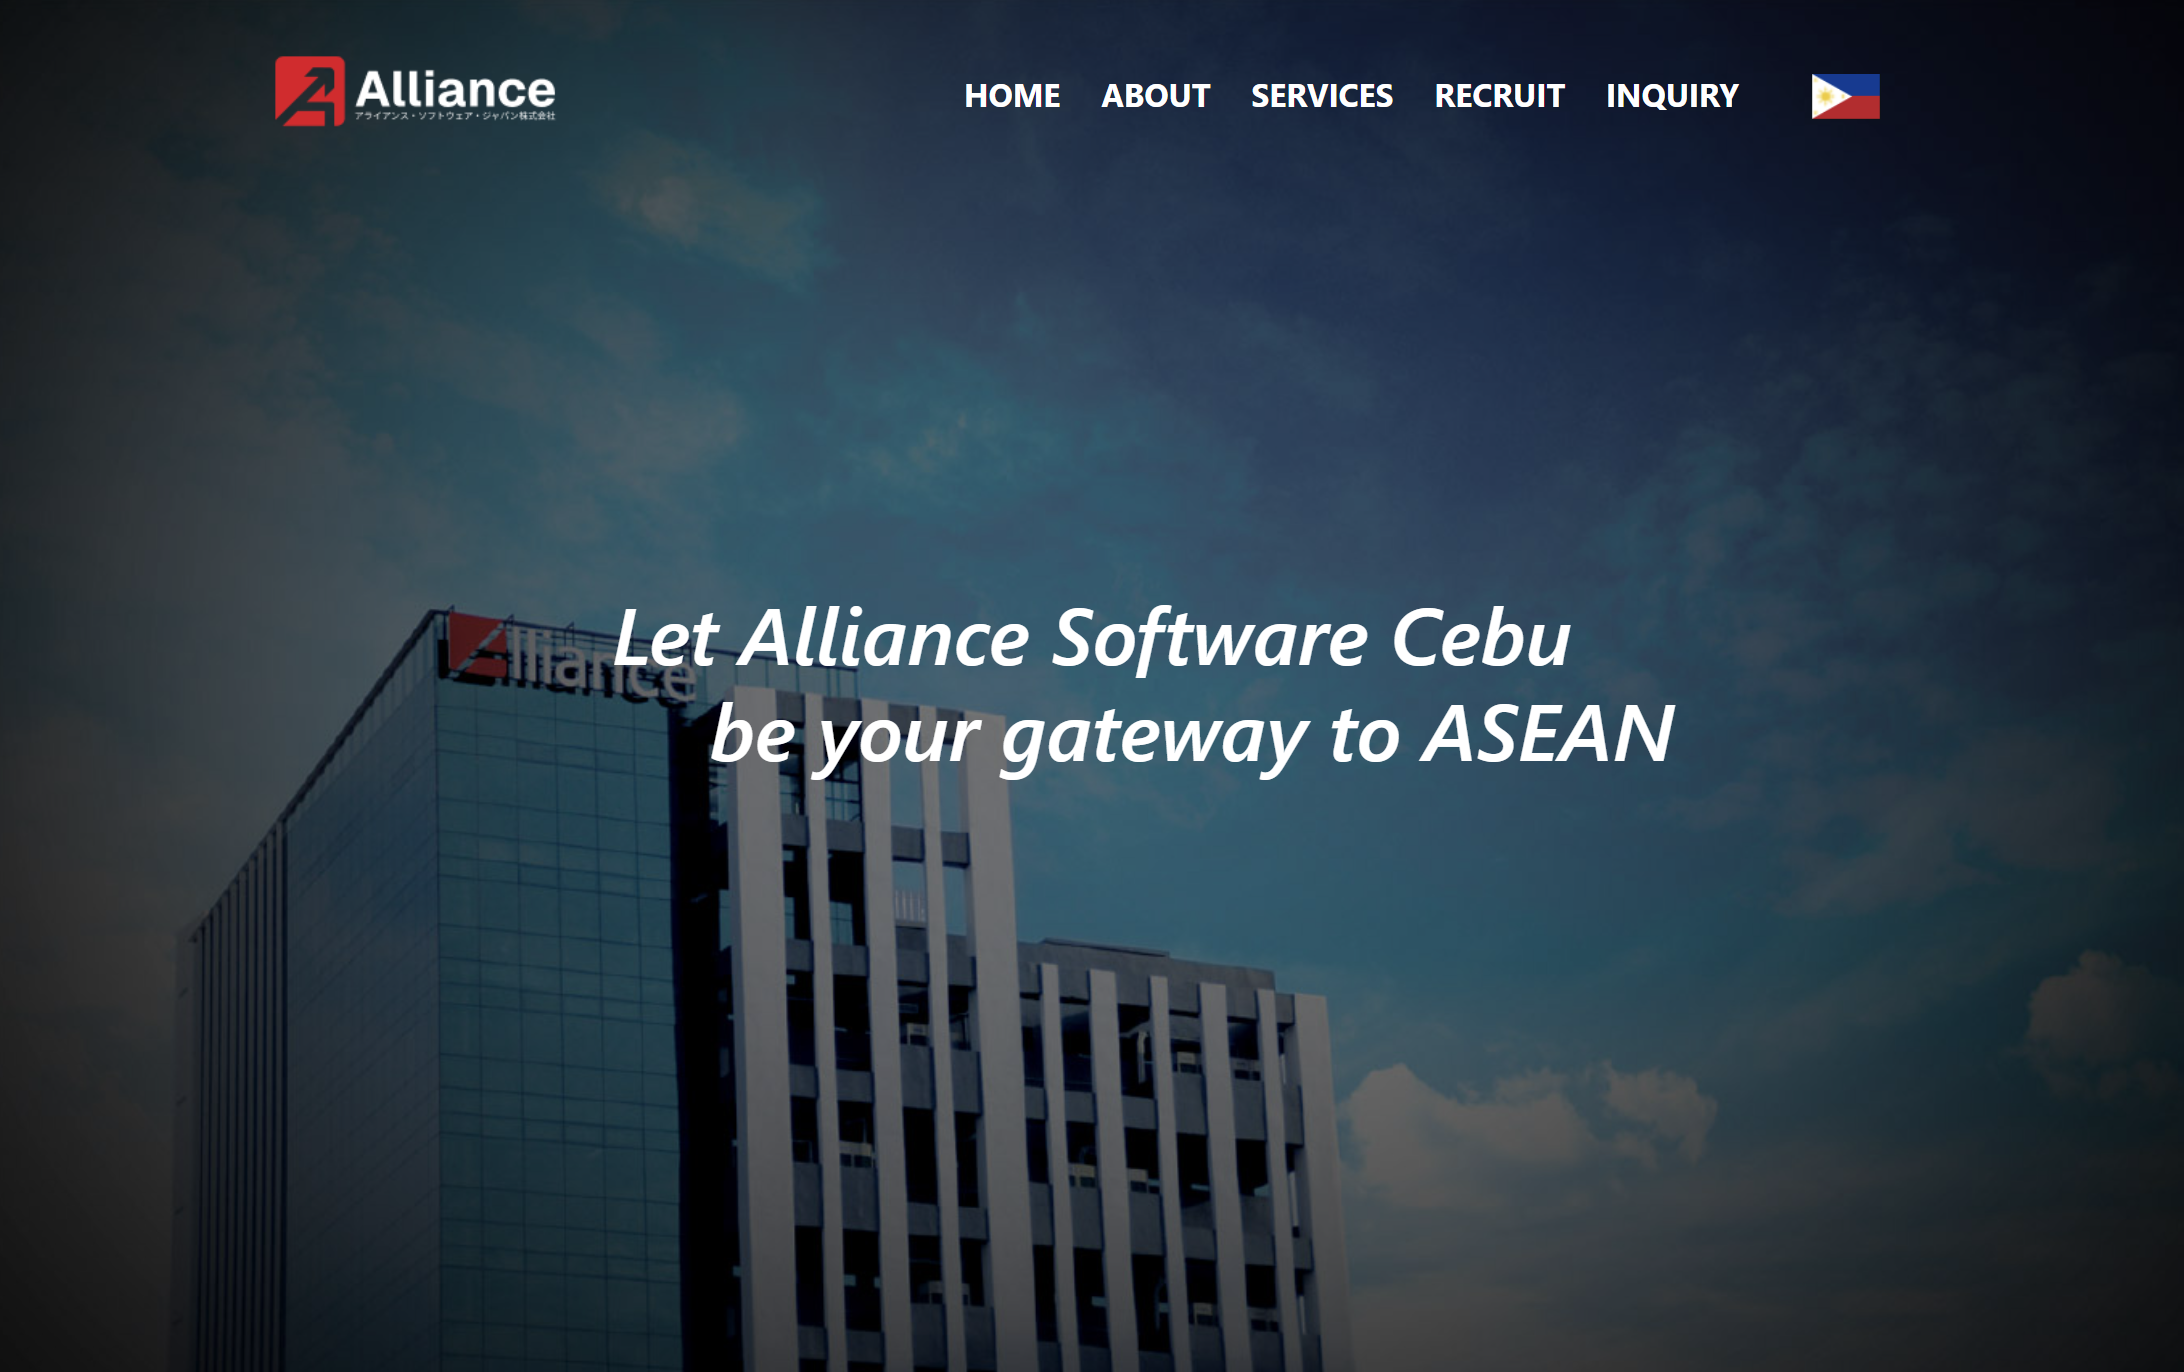 Alliance
アライアンス・ソフトウェア・ジャパン株式会社
HOME ABOUT SERVICES RECRUIT INQUIRY
Let Alliance Software Cebu
be your gateway to ASEAN
Alliance